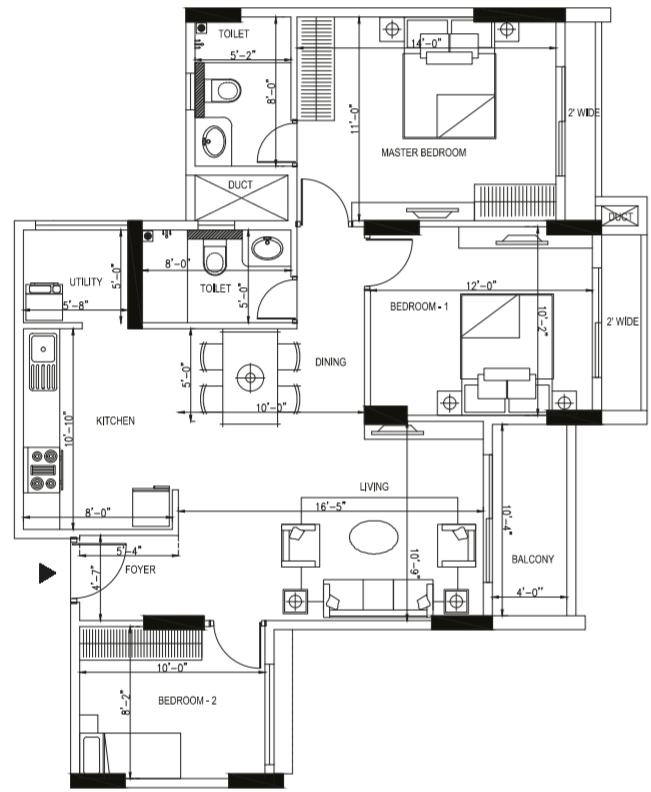 TOILET
5'-2"
8'-0"
14'-0"
11'-0"
2' WIDE
MASTER BEDROOM
DUCT
DUCT
UTILITY
5'-0"
5'-8"
8'-0"
TOILET
5'-0"
12'-0"
BEDROOM - 1
10'-2"
2' WIDE
DINING
5'-0"
10'-0"
KITCHEN
10'-10"
8'-0"
LIVING
16'-5"
10'-9"
10'-4"
BALCONY
4'-0"
5'-4"
FOYER
4'-7"
10'-0"
BEDROOM - 2
8'-2"